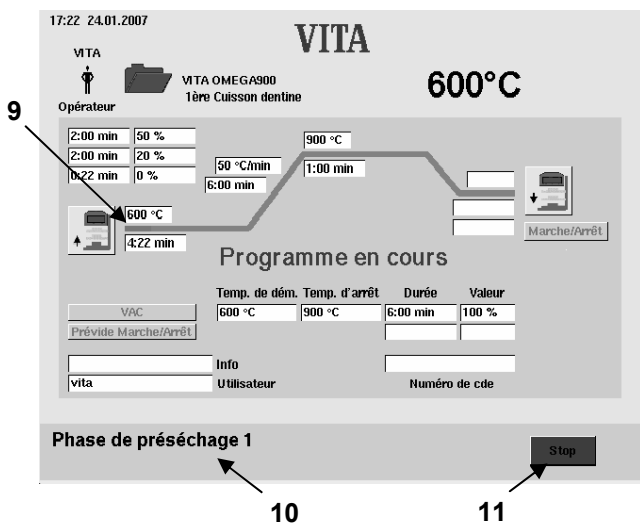 17:22 24.01.2007
VITA
VITA
VITA OMEGA900
1ère Cuisson dentine
600°C
Opérateur
9
2:00 min 50 %
2:00 min 20 %
0:22 min 0 %
50 °C/min
6:00 min
900 °C
1:00 min
600 °C
4:22 min
Marche/Arrêt
Programme en cours
Temp. de dém. Temp. d'arrêt Durée Valeur
VAC 600 °C 900 °C 6:00 min 100 %
Prévide Marche/Arrêt
Info
vita Utilisateur Numéro de cde
Phase de préséchage 1
Stop
10
11